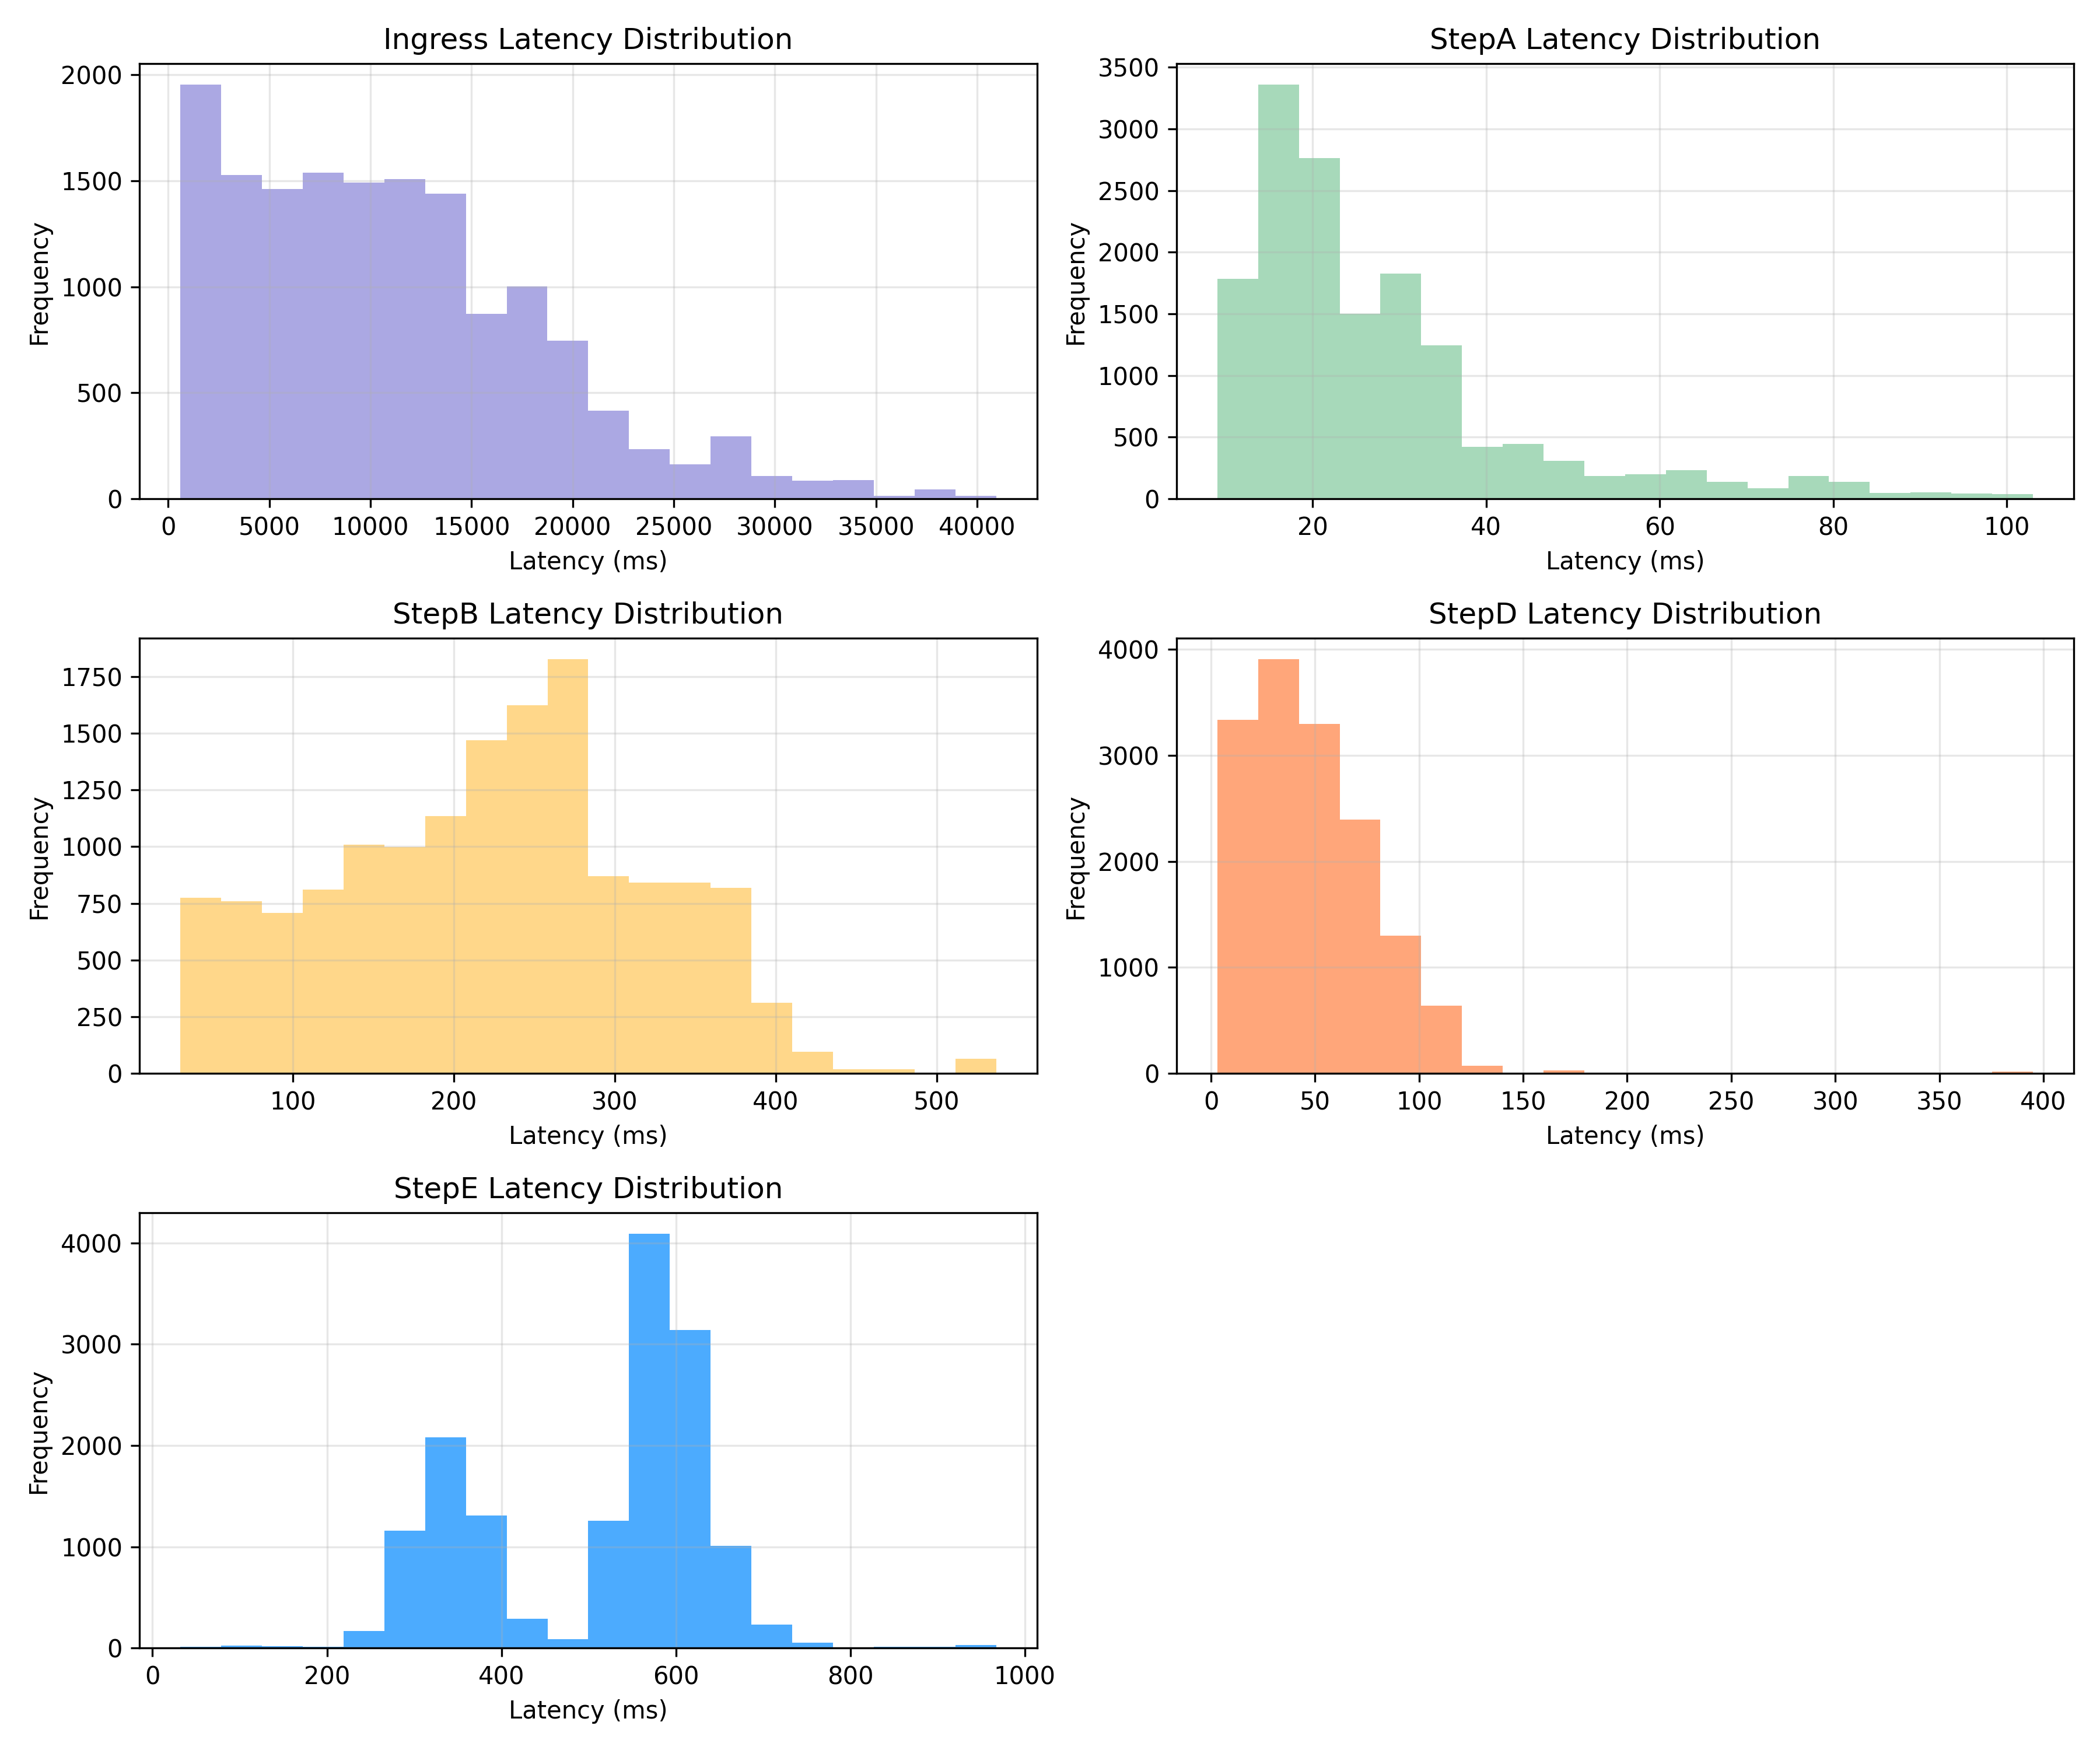 Ingress Latency Distribution
Frequency
2000
1500
1000
500
0
0 5000 10000 15000 20000 25000 30000 35000 40000
Latency (ms)
StepA Latency Distribution
Frequency
3500
3000
2500
2000
1500
1000
500
0
20 40 60 80 100
Latency (ms)
StepB Latency Distribution
Frequency
1750
1500
1250
1000
750
500
250
0
100 200 300 400 500
Latency (ms)
StepD Latency Distribution
Frequency
4000
3000
2000
1000
0
0 50 100 150 200 250 300 350 400
Latency (ms)
StepE Latency Distribution
Frequency
4000
3000
2000
1000
0
0 200 400 600 800 1000
Latency (ms)